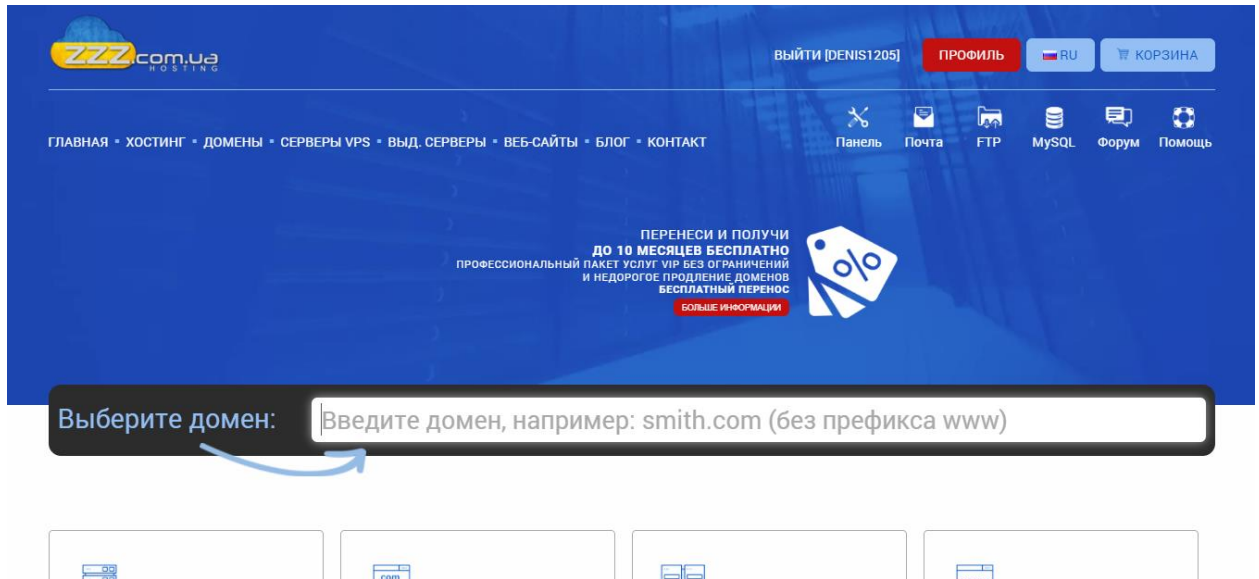 ZZZ.com.ua
HOSTING
ВЫЙТИ [DENIS1205]
ПРОФИЛЬ
RU
КОРЗИНА
ГЛАВНАЯ ▪ ХОСТИНГ ▪ ДОМЕНЫ ▪ СЕРВЕРЫ VPS ▪ ВЫД. СЕРВЕРЫ ▪ ВЕБ-САЙТЫ ▪ БЛОГ ▪ КОНТАКТ
Панель Почта FTP MySQL Форум Помощь
ПЕРЕНЕСИ И ПОЛУЧИ
ДО 10 МЕСЯЦЕВ БЕСПЛАТНО
ПРОФЕССИОНАЛЬНЫЙ ПАКЕТ УСЛУГ VIP БЕЗ ОГРАНИЧЕНИЙ
И НЕДОРОГОЕ ПРОДЛЕНИЕ ДОМЕНОВ
БЕСПЛАТНЫЙ ПЕРЕНОС
БОЛЬШЕ ИНФОРМАЦИИ
%
Выберите домен:
Введите домен, например: smith.com (без префикса www)
com